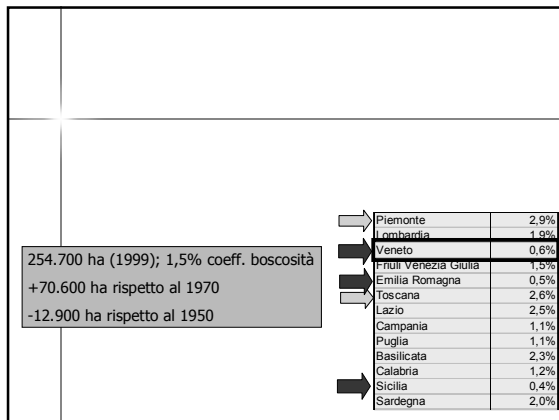 254.700 ha (1999); 1,5% coeff. boscosità
+70.600 ha rispetto al 1970
-12.900 ha rispetto al 1950
Piemonte 2,9%
Lombardia 1,9%
Veneto 0,6%
Friuli Venezia Giulia 1,5%
Emilia Romagna 0,5%
Toscana 2,6%
Lazio 2,5%
Campania 1,1%
Puglia 1,1%
Basilicata 2,3%
Calabria 1,2%
Sicilia 0,4%
Sardegna 2,0%